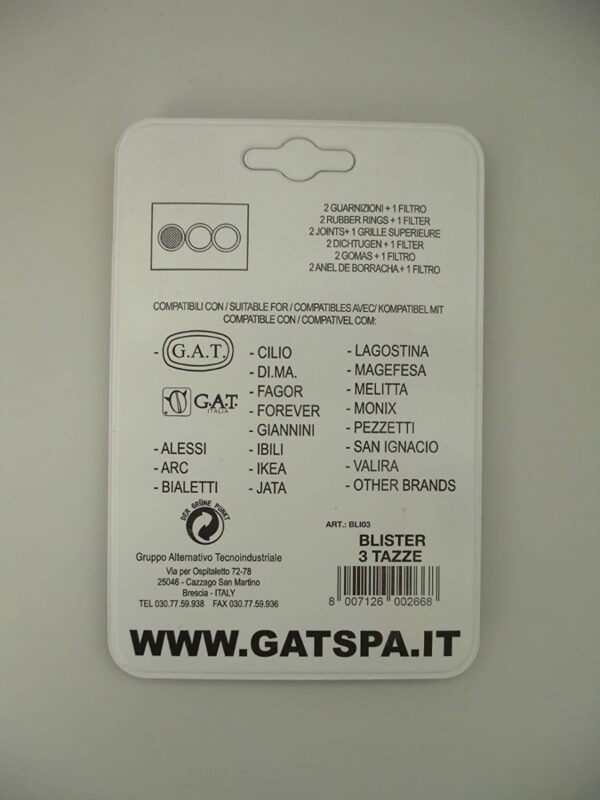 2 GUARNIZIONI + 1 FILTRO
2 RUBBER RINGS + 1 FILTER
2 JOINTS+ 1 GRILLE SUPERIEURE
2 DICHTUGEN + 1 FILTER
2 GOMAS + 1 FILTRO
2 ANEL DE BORRACHA + 1 FILTRO
COMPATIBILI CON / SUITABLE FOR / COMPATIBLES AVEC/ KOMPATIBEL MIT
COMPATIBLE CON / COMPATIVEL COM:
- G.A.T.
G.A.T.
ITALIA
- ALESSI
- ARC
- BIALETTI
- CILIO
- DI.MA.
- FAGOR
- FOREVER
- GIANNINI
- IBILI
- IKEA
- JATA
- LAGOSTINA
- MAGEFESA
- MELITTA
- MONIX
- PEZZETTI
- SAN IGNACIO
- VALIRA
- OTHER BRANDS
DER GRÜNE PUNKT
Gruppo Alternativo Tecnoindustriale
Via per Ospitaletto 72-78
25046 - Cazzago San Martino
Brescia - ITALY
TEL 030.77.59.938 FAX 030.77.59.936
ART.: BLI03
BLISTER
3 TAZZE
8 007126 002668
WWW.GATSPA.IT